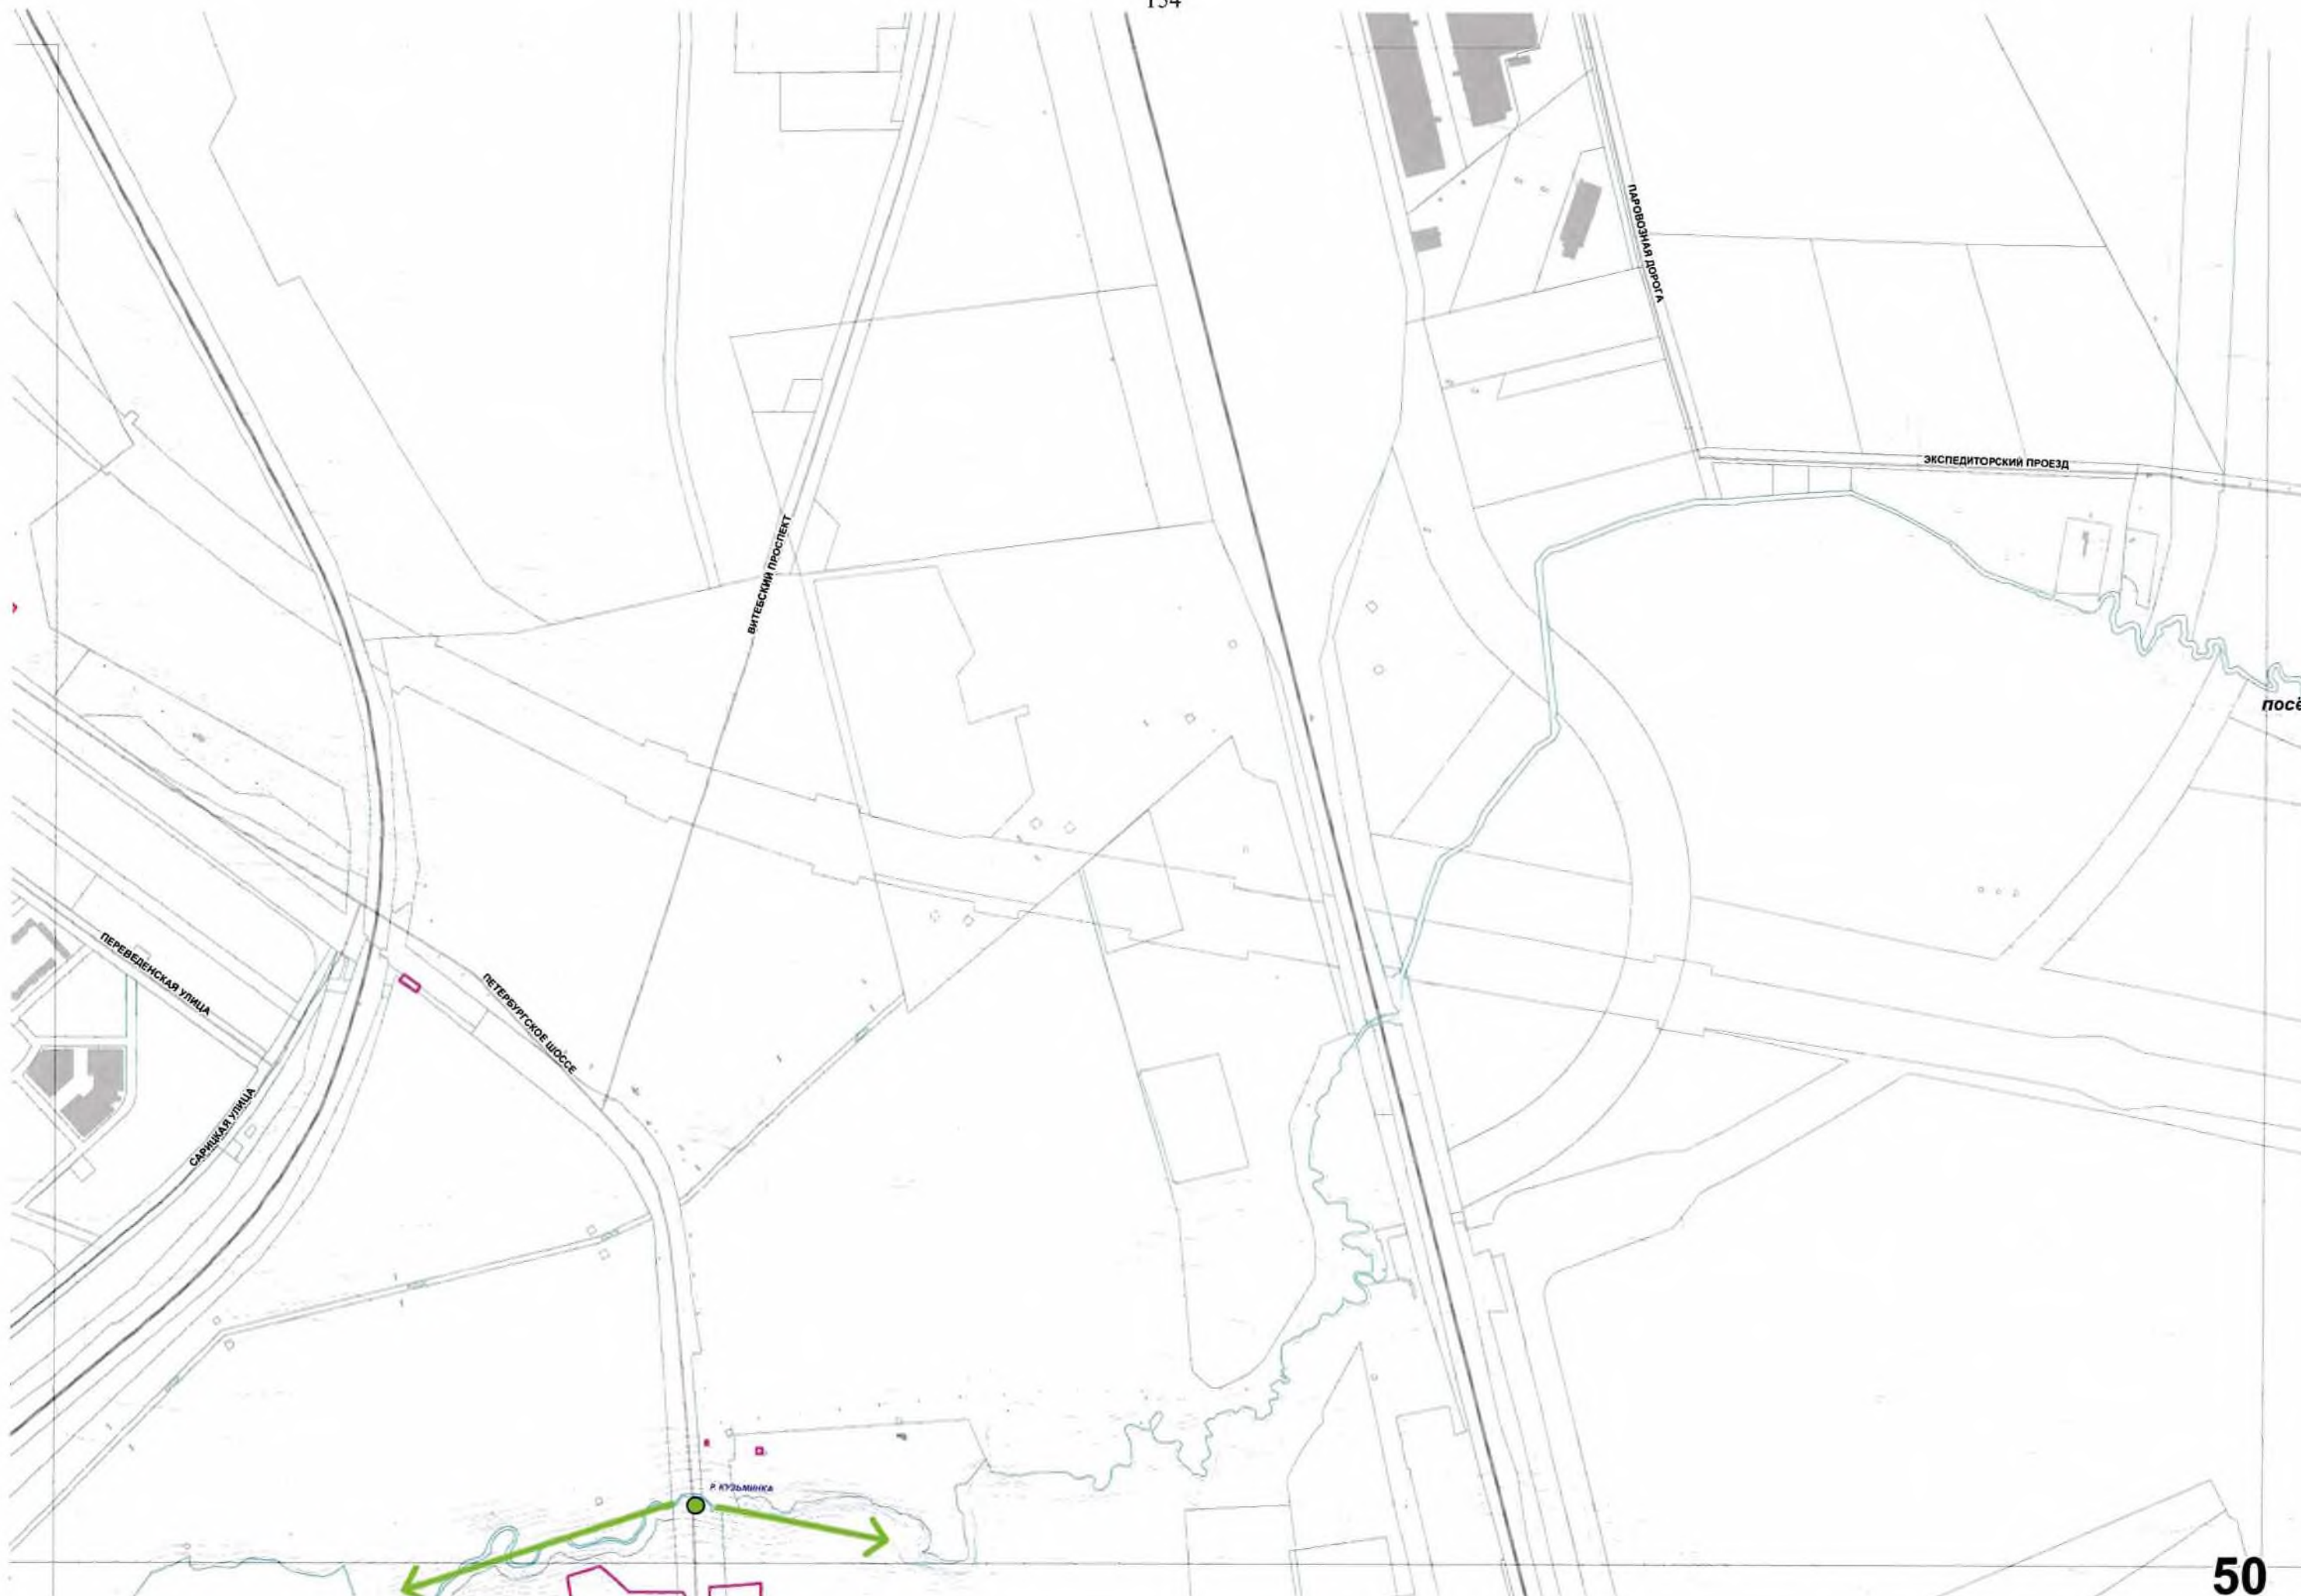 154
ПАРОВОЗНАЯ ДОРОГА
ЭКСПЕДИТОРСКИЙ ПРОЕЗД
ВИТЕБСКИЙ ПРОСПЕКТ
посё
ПЕРЕВЕДЕНСКАЯ УЛИЦА
ПЕТЕРБУРГСКОЕ ШОССЕ
САРИЦКАЯ УЛИЦА
Р. КУЗЬМИНКА
50